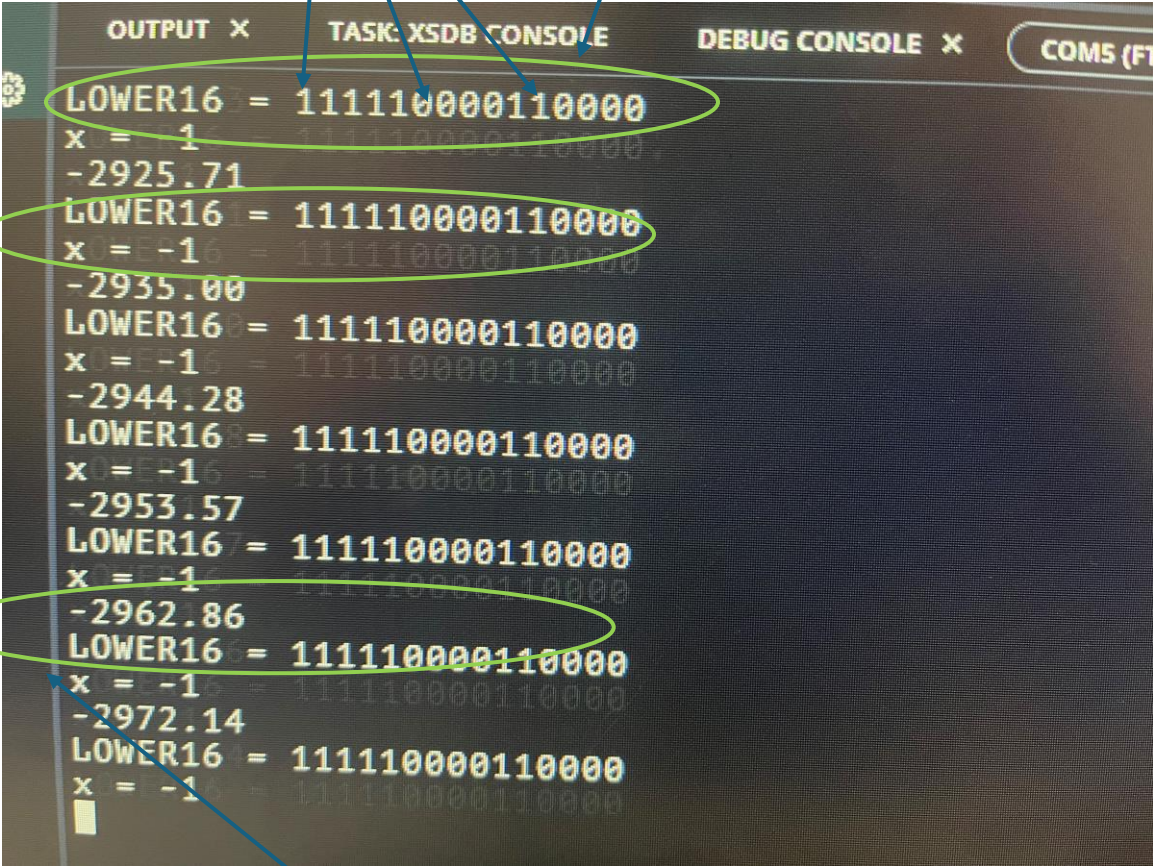 OUTPUT × TASK: XSDB CONSOLE DEBUG CONSOLE × COM5 (FT
LOWER16 = 111110000110000
x = -1
-2925.71
LOWER16 = 111110000110000
x = -1
-2935.00
LOWER16 = 111110000110000
x = -1
-2944.28
LOWER16 = 111110000110000
x = -1
-2953.57
LOWER16 = 111110000110000
x = -1
-2962.86
LOWER16 = 111110000110000
x = -1
-2972.14
LOWER16 = 111110000110000
x = -1